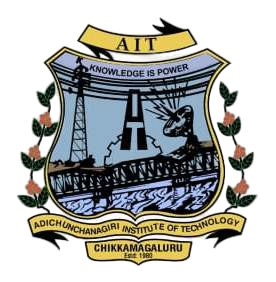 AIT
KNOWLEDGE IS POWER
ADICHUNCHANAGIRI INSTITUTE OF TECHNOLOGY
CHIKKAMAGALURU
Estd: 1980